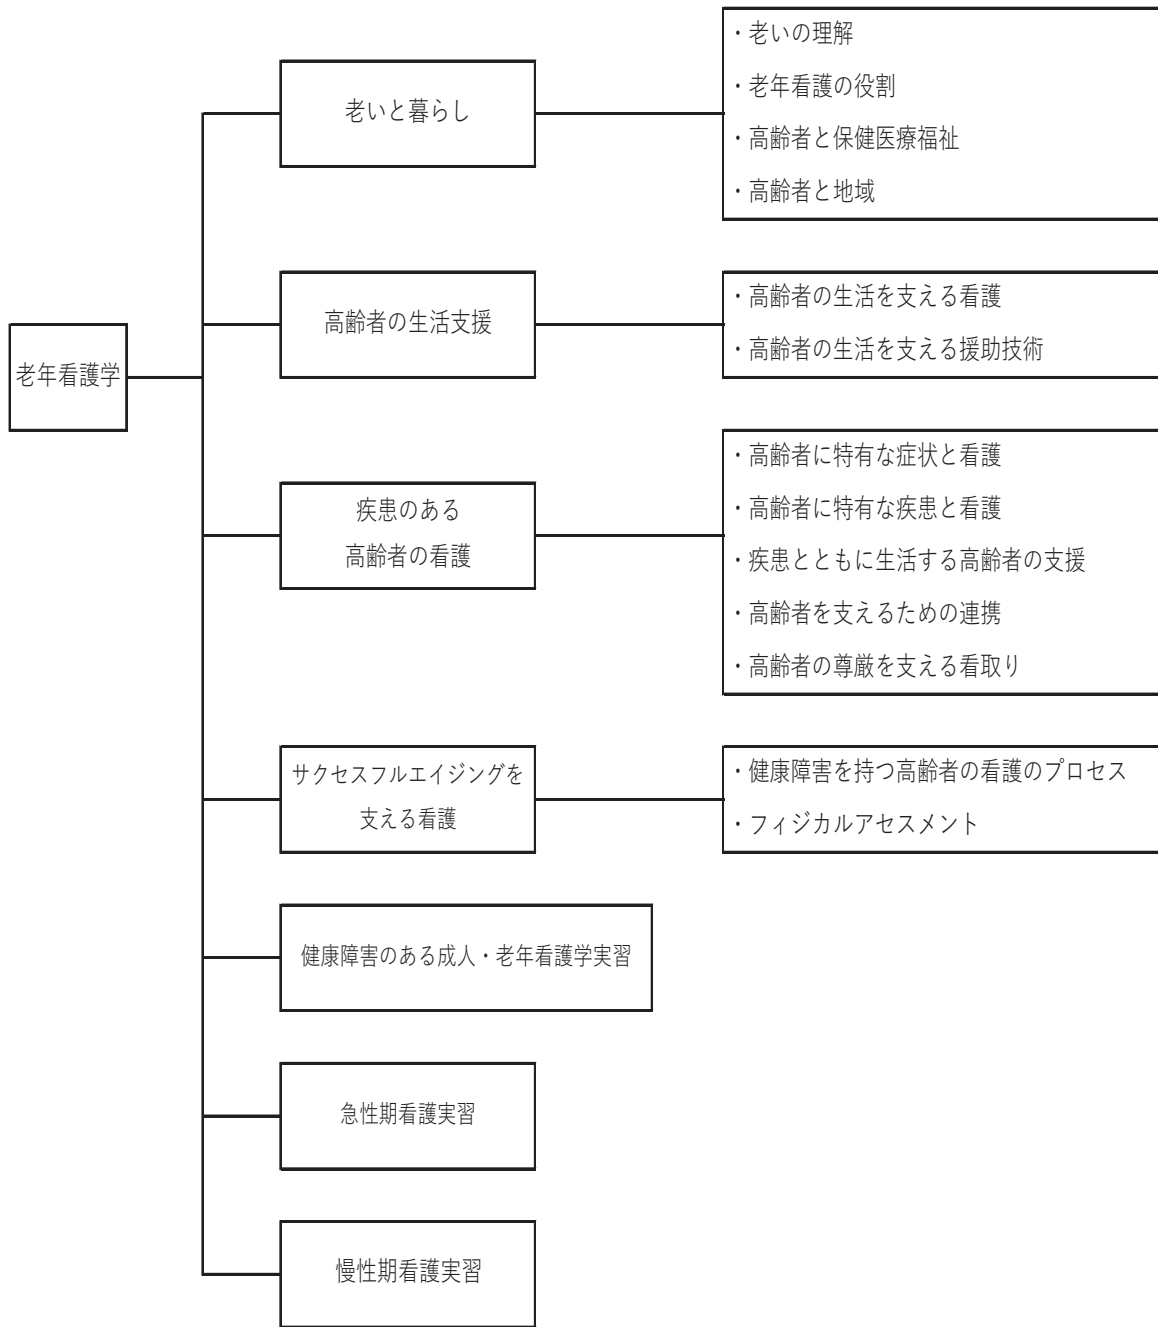 老年看護学
老いと暮らし
・老いの理解
・老年看護の役割
・高齢者と保健医療福祉
・高齢者と地域
高齢者の生活支援
・高齢者の生活を支える看護
・高齢者の生活を支える援助技術
疾患のある
高齢者の看護
・高齢者に特有な症状と看護
・高齢者に特有な疾患と看護
・疾患とともに生活する高齢者の支援
・高齢者を支えるための連携
・高齢者の尊厳を支える看取り
サクセスフルエイジングを
支える看護
・健康障害を持つ高齢者の看護のプロセス
・フィジカルアセスメント
健康障害のある成人・老年看護学実習
急性期看護実習
慢性期看護実習